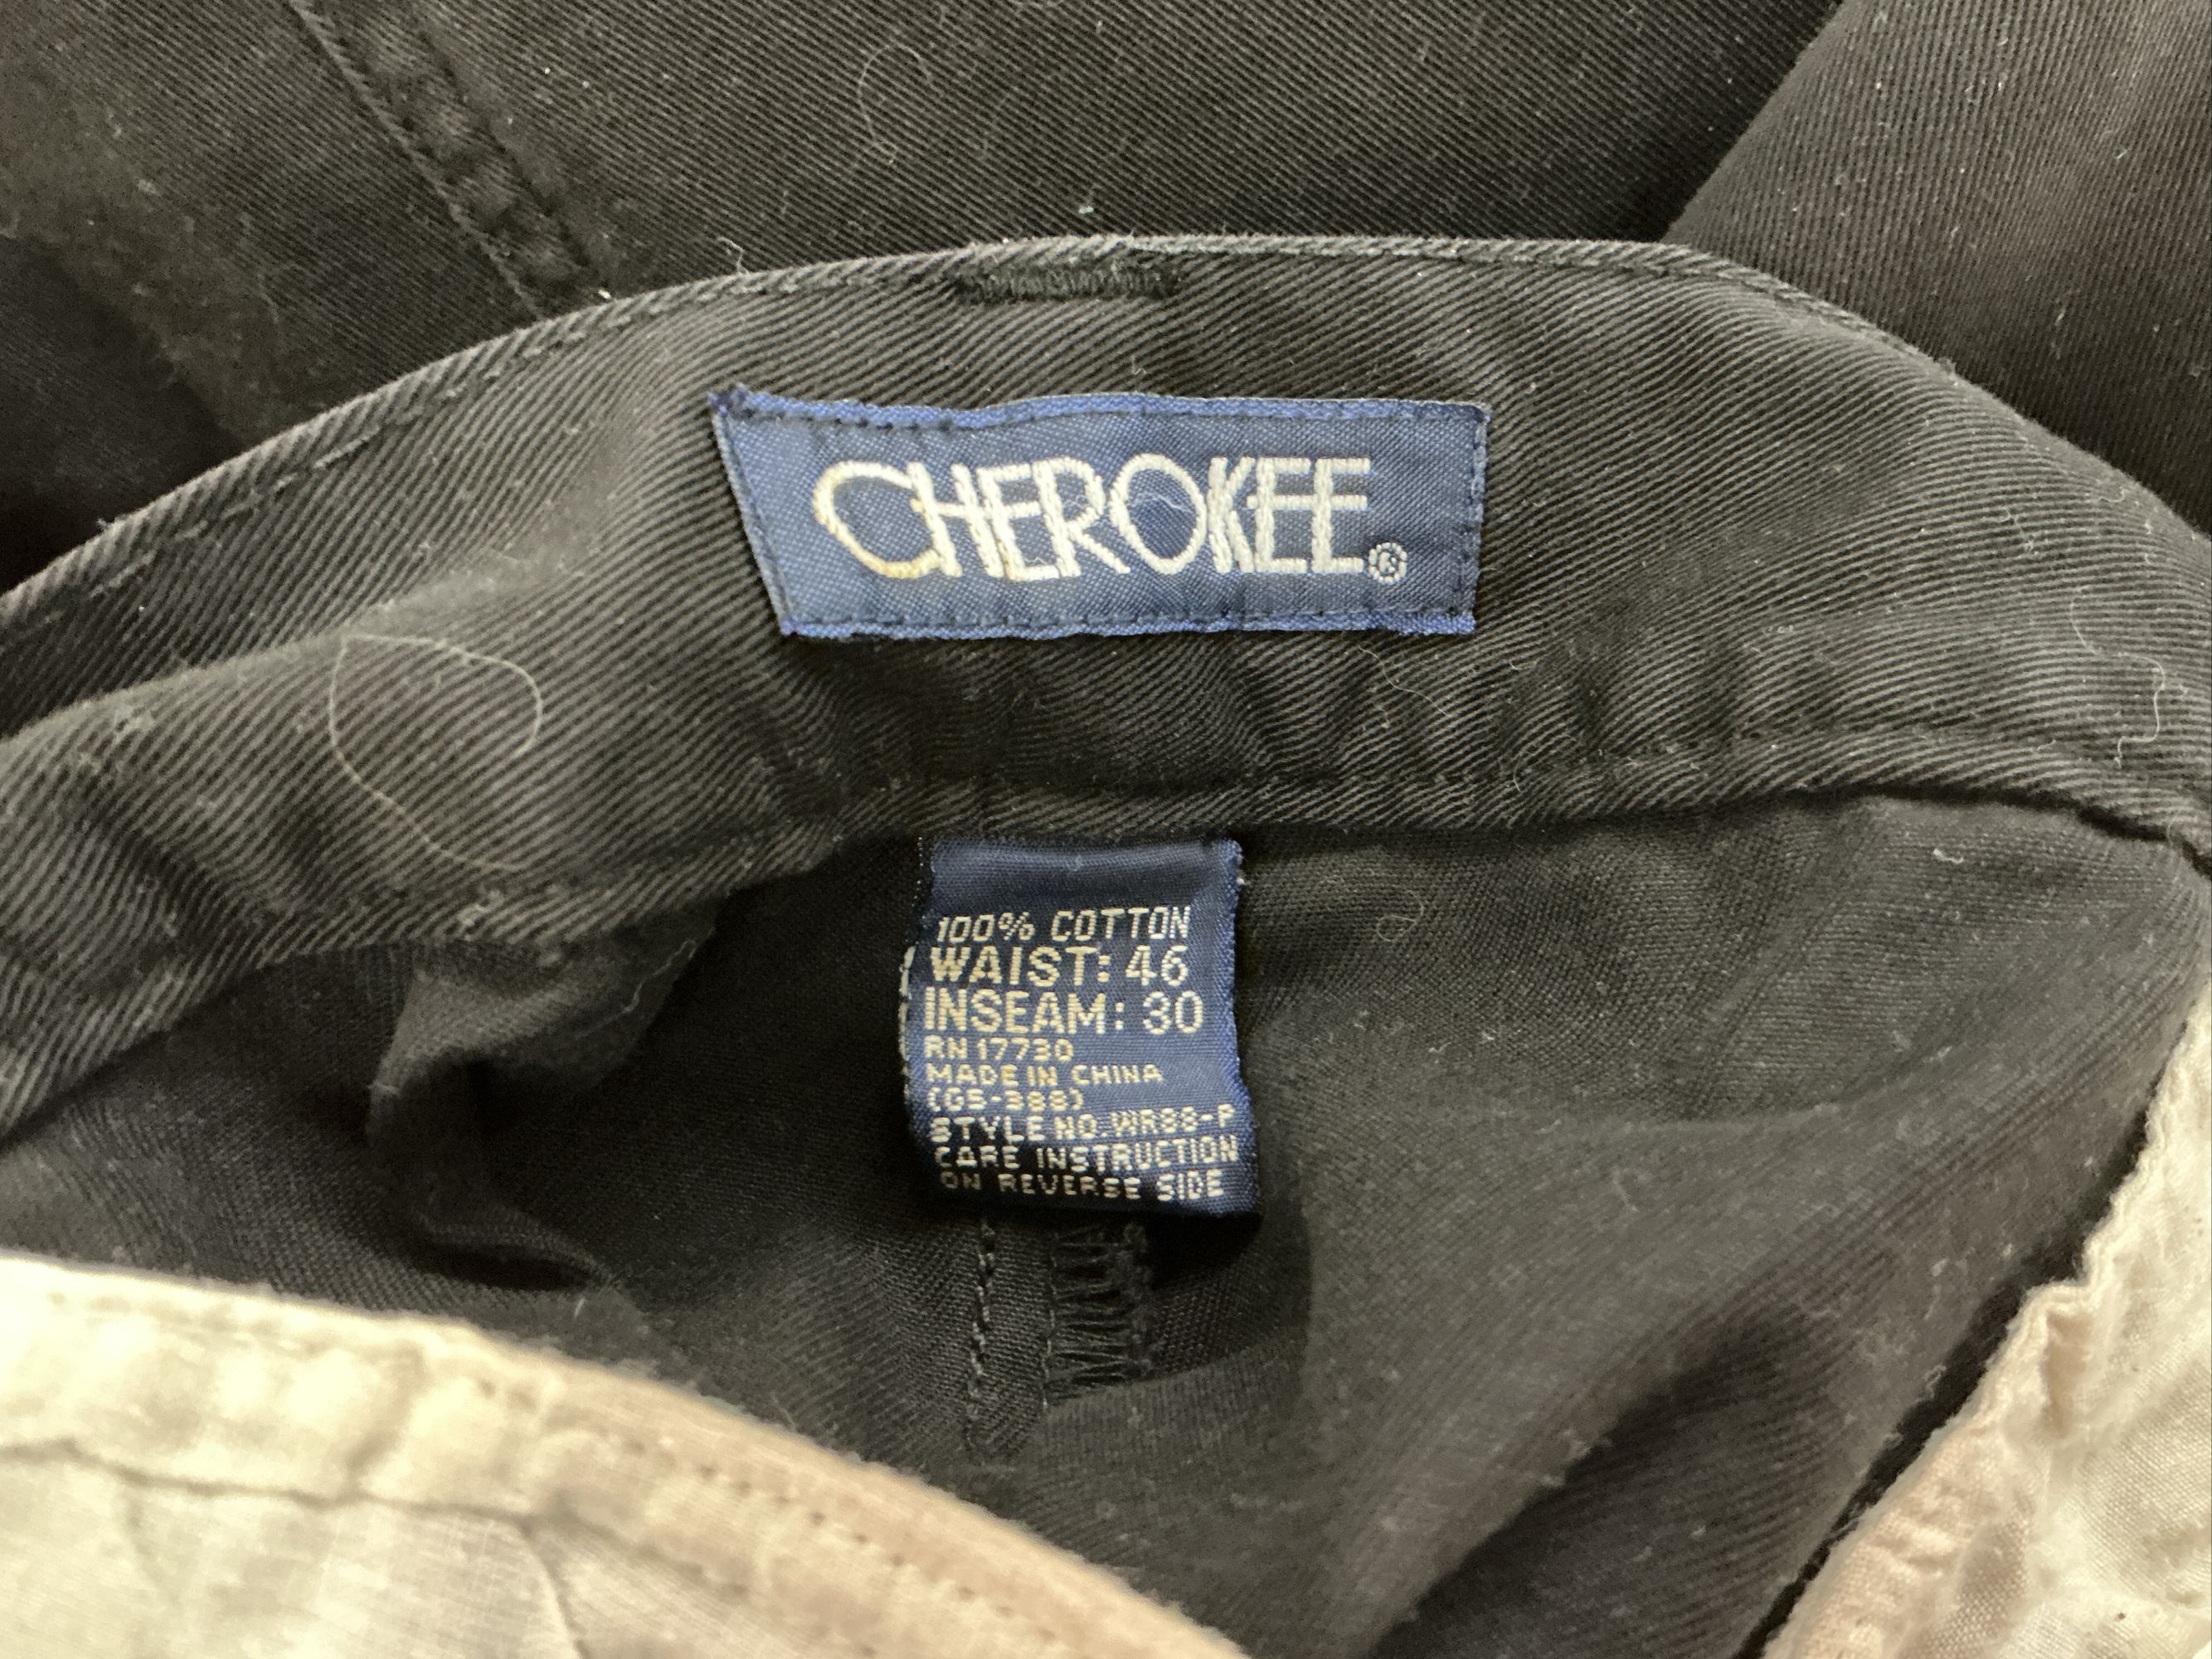 CHEROKEE®
100% COTTON
WAIST: 46
INSEAM: 30
RN 17730
MADE IN CHINA
(GS-388)
STYLE NO. WR88-P
CARE INSTRUCTION
ON REVERSE SIDE